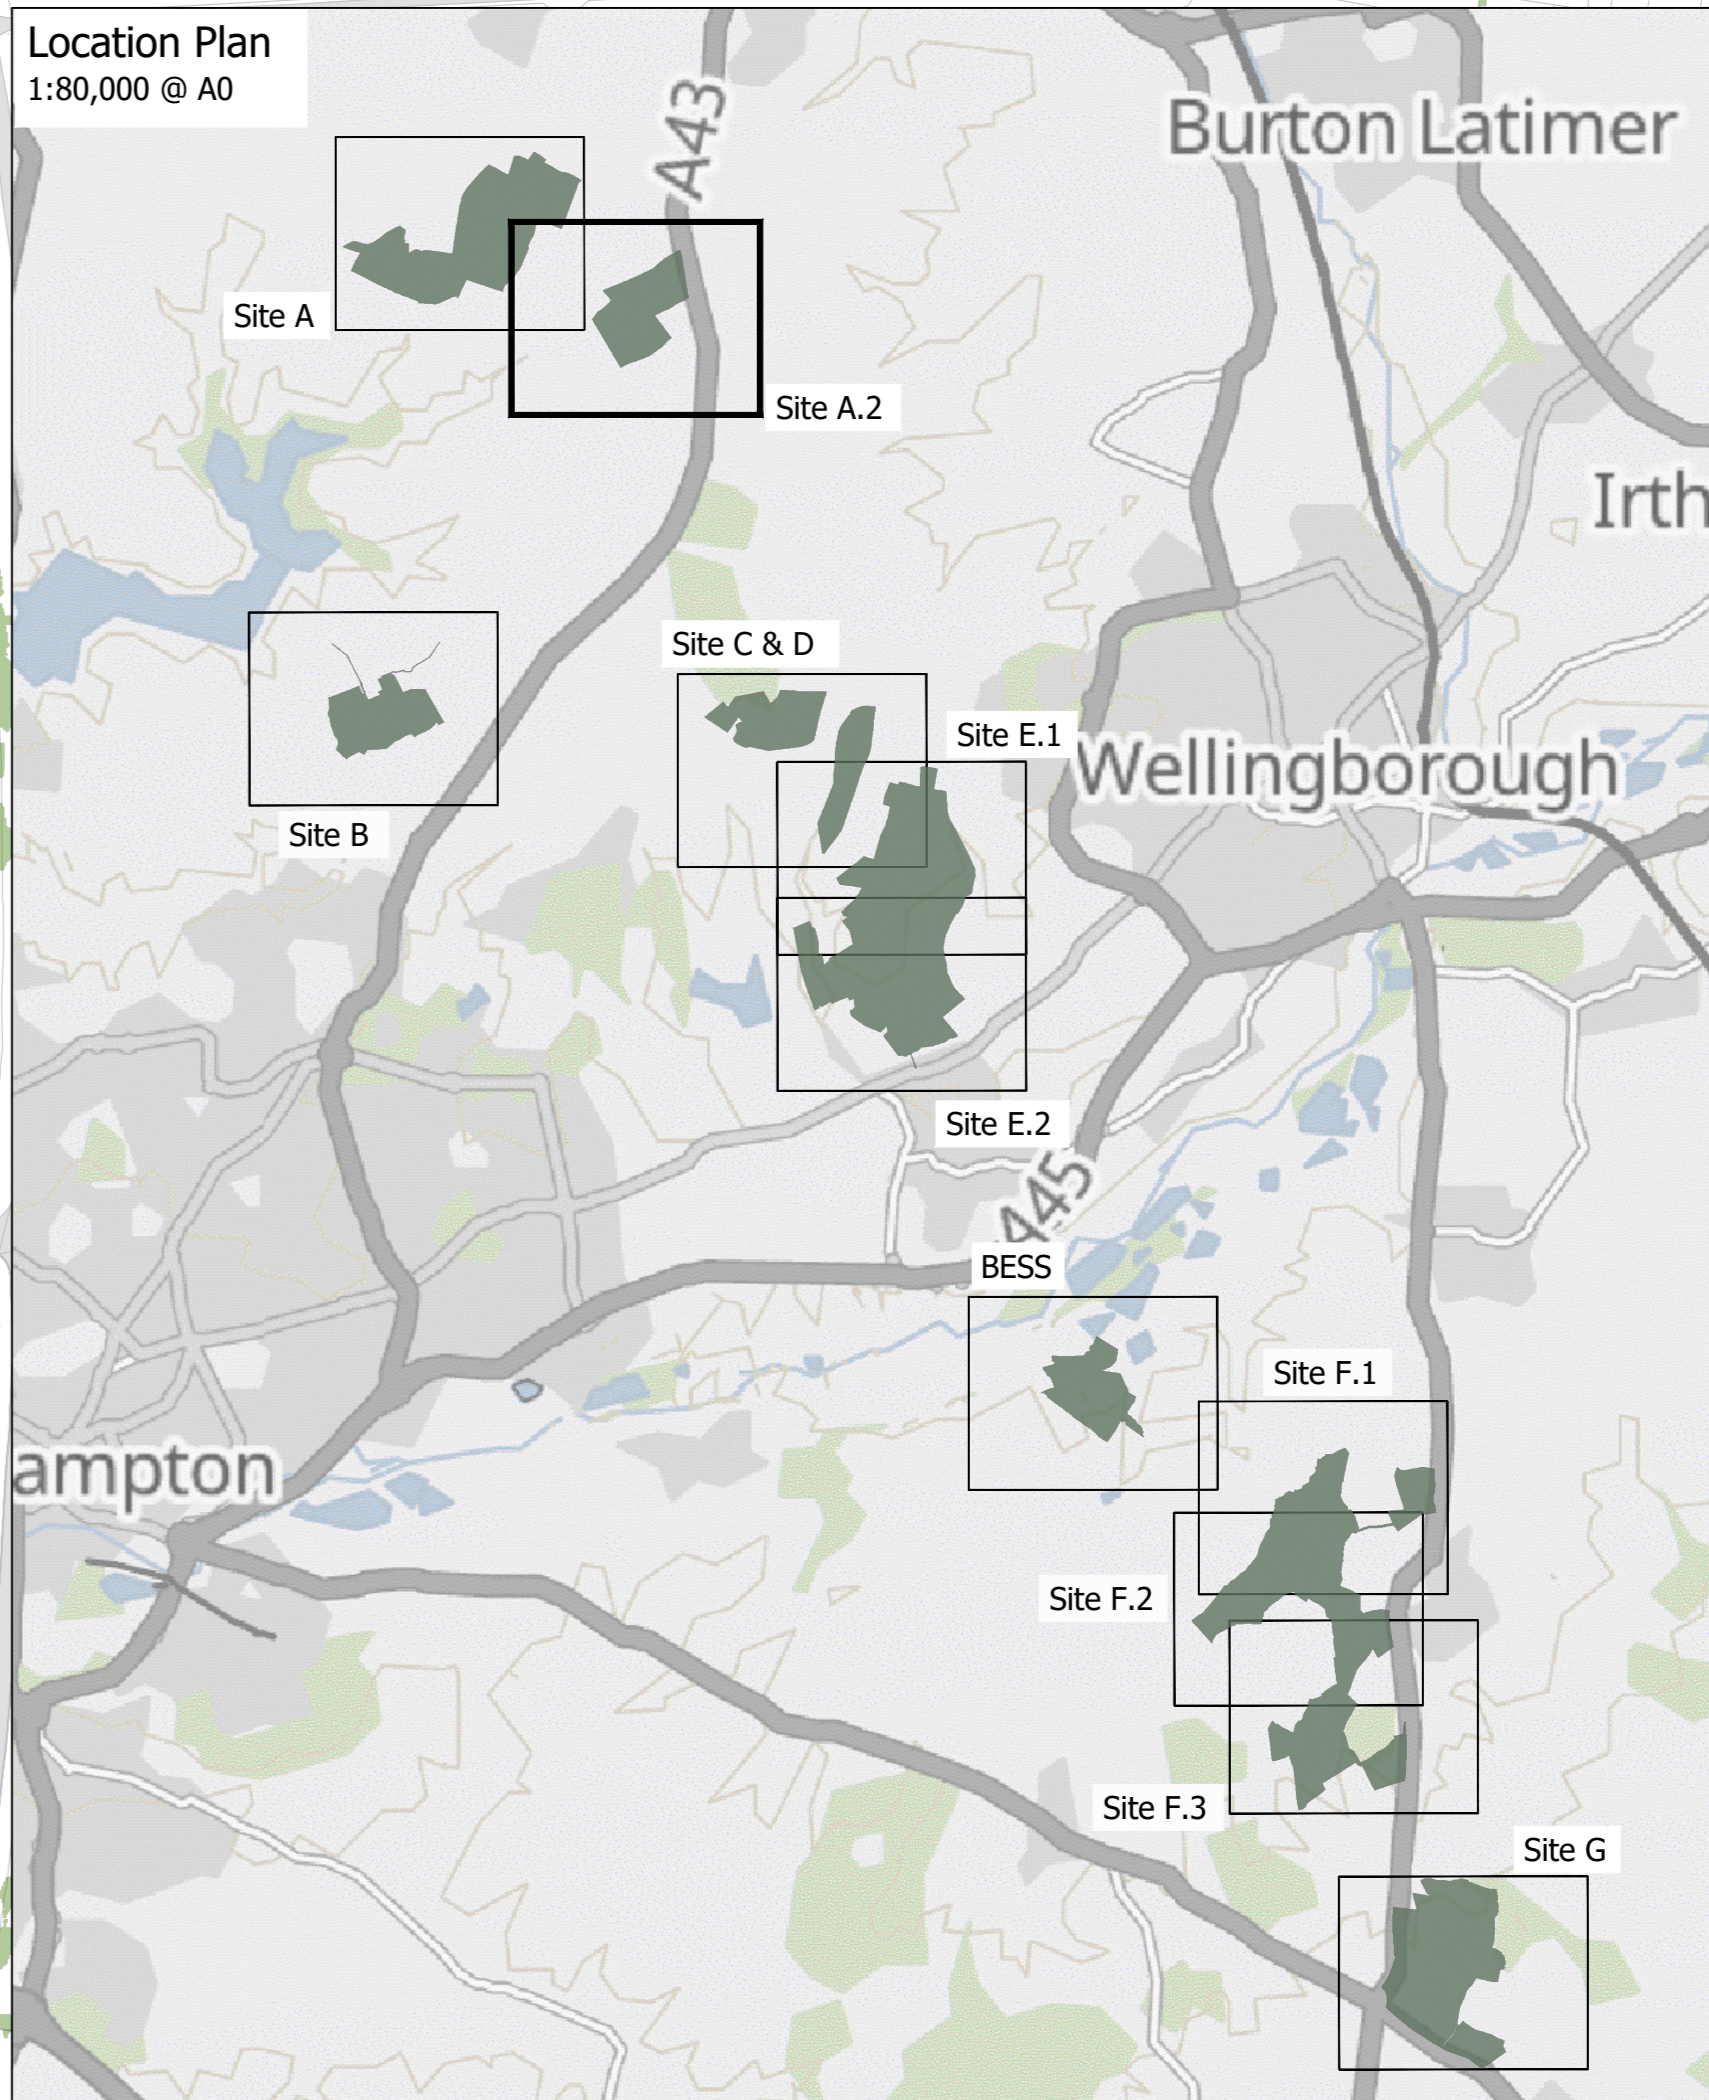 Location Plan
1:80,000 @ A0
A43
Burton Latimer
Site A
Site A.2
Irth
Site C & D
Site E.1
Wellingborough
Site B
Site E.2
A45
BESS
Site F.1
ampton
Site F.2
Site F.3
Site G